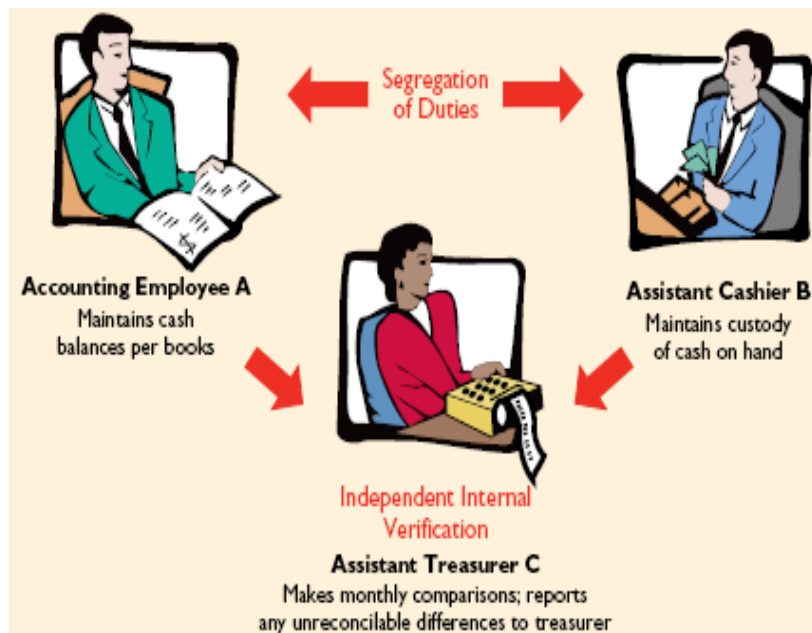 Segregation
of Duties
Accounting Employee A
Maintains cash
balances per books
Assistant Cashier B
Maintains custody
of cash on hand
Independent Internal
Verification
Assistant Treasurer C
Makes monthly comparisons; reports
any unreconcilable differences to treasurer